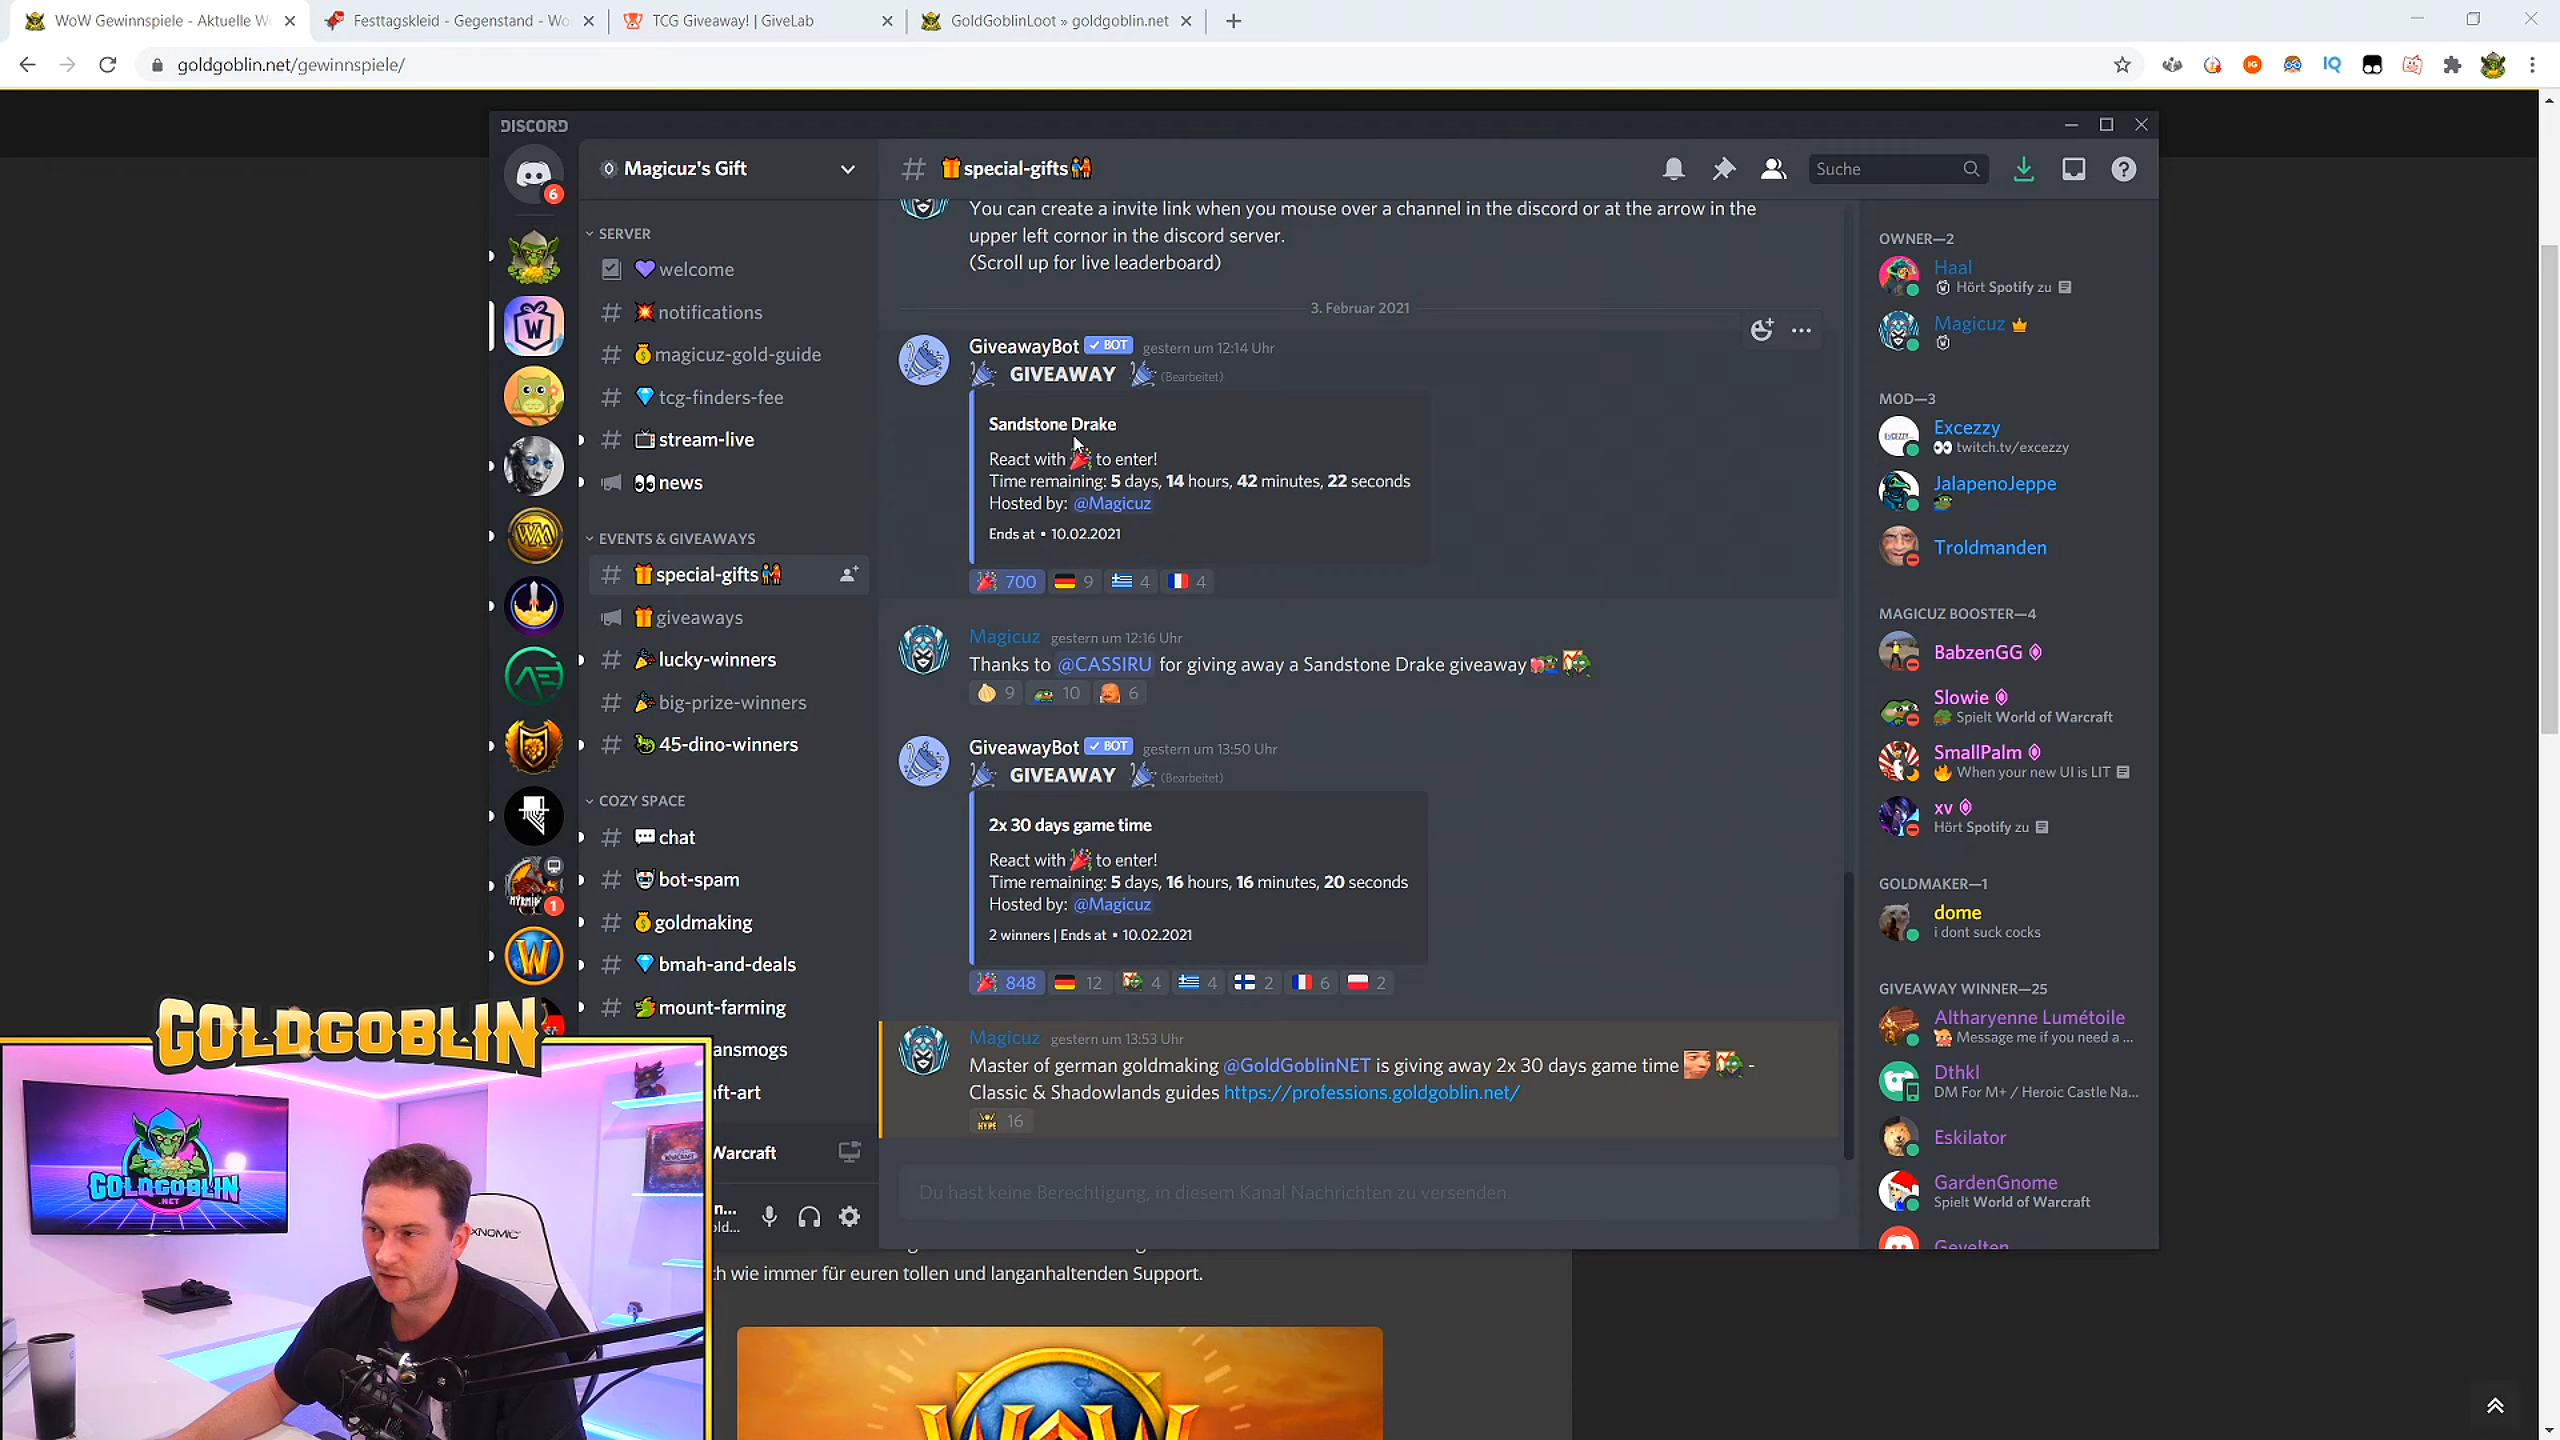 WoW Gewinnspiele - Aktuelle W
Festtagskleid - Gegenstand - Wo
TCG Giveaway! | GiveLab
GoldGoblinLoot » goldgoblin.net
goldgoblin.net/gewinnspiele/
DISCORD
6
Magicuz's Gift
SERVER
welcome
notifications
magicuz-gold-guide
tcg-finders-fee
stream-live
news
EVENTS & GIVEAWAYS
special-gifts
giveaways
lucky-winners
big-prize-winners
45-dino-winners
COZY SPACE
chat
bot-spam
goldmaking
bmah-and-deals
mount-farming
ansmogs
ft-art
Warcraft
n...
ld...
1
special-gifts
Suche
You can create a invite link when you mouse over a channel in the discord or at the arrow in the
upper left cornor in the discord server.
(Scroll up for live leaderboard)
3. Februar 2021
GiveawayBot BOT gestern um 12:14 Uhr
GIVEAWAY (Bearbeitet)
Sandstone Drake
React with to enter!
Time remaining: 5 days, 14 hours, 42 minutes, 22 seconds
Hosted by: @Magicuz
Ends at • 10.02.2021
700 9 4 4
Magicuz gestern um 12:16 Uhr
Thanks to @CASSIRU for giving away a Sandstone Drake giveaway
9 10 6
GiveawayBot BOT gestern um 13:50 Uhr
GIVEAWAY (Bearbeitet)
2x 30 days game time
React with to enter!
Time remaining: 5 days, 16 hours, 16 minutes, 20 seconds
Hosted by: @Magicuz
2 winners | Ends at • 10.02.2021
848 12 4 4 2 6 2
Magicuz gestern um 13:53 Uhr
Master of german goldmaking @GoldGoblinNET is giving away 2x 30 days game time -
Classic & Shadowlands guides https://professions.goldgoblin.net/
HYPE 16
Du hast keine Berechtigung, in diesem Kanal Nachrichten zu versenden.
OWNER—2
Haal
Hört Spotify zu
Magicuz
MOD—3
Excezzy
twitch.tv/excezzy
JalapenoJeppe
Troldmanden
MAGICUZ BOOSTER—4
BabzenGG
Slowie
Spielt World of Warcraft
SmallPalm
When your new UI is LIT
xv
Hört Spotify zu
GOLDMAKER—1
dome
i dont suck cocks
GIVEAWAY WINNER—25
Altharyenne Lumétoile
Message me if you need a ...
Dthkl
DM For M+ / Heroic Castle Na...
Eskilator
GardenGnome
Spielt World of Warcraft
Gevelten
GOLDGOBLIN
GOLDGOBLIN
.NET
XNOMIC
ch wie immer für euren tollen und langanhaltenden Support.
WOW